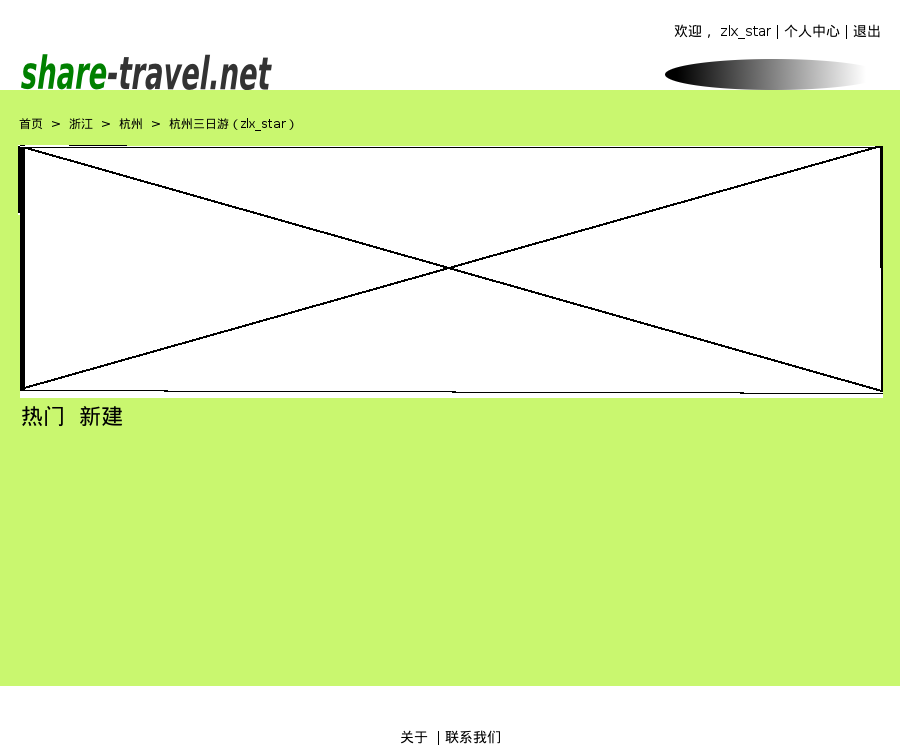 欢迎， zlx_star | 个人中心 | 退出
share-travel.net
首页 > 浙江 > 杭州 > 杭州三日游（zlx_star）
热门 新建
关于 | 联系我们